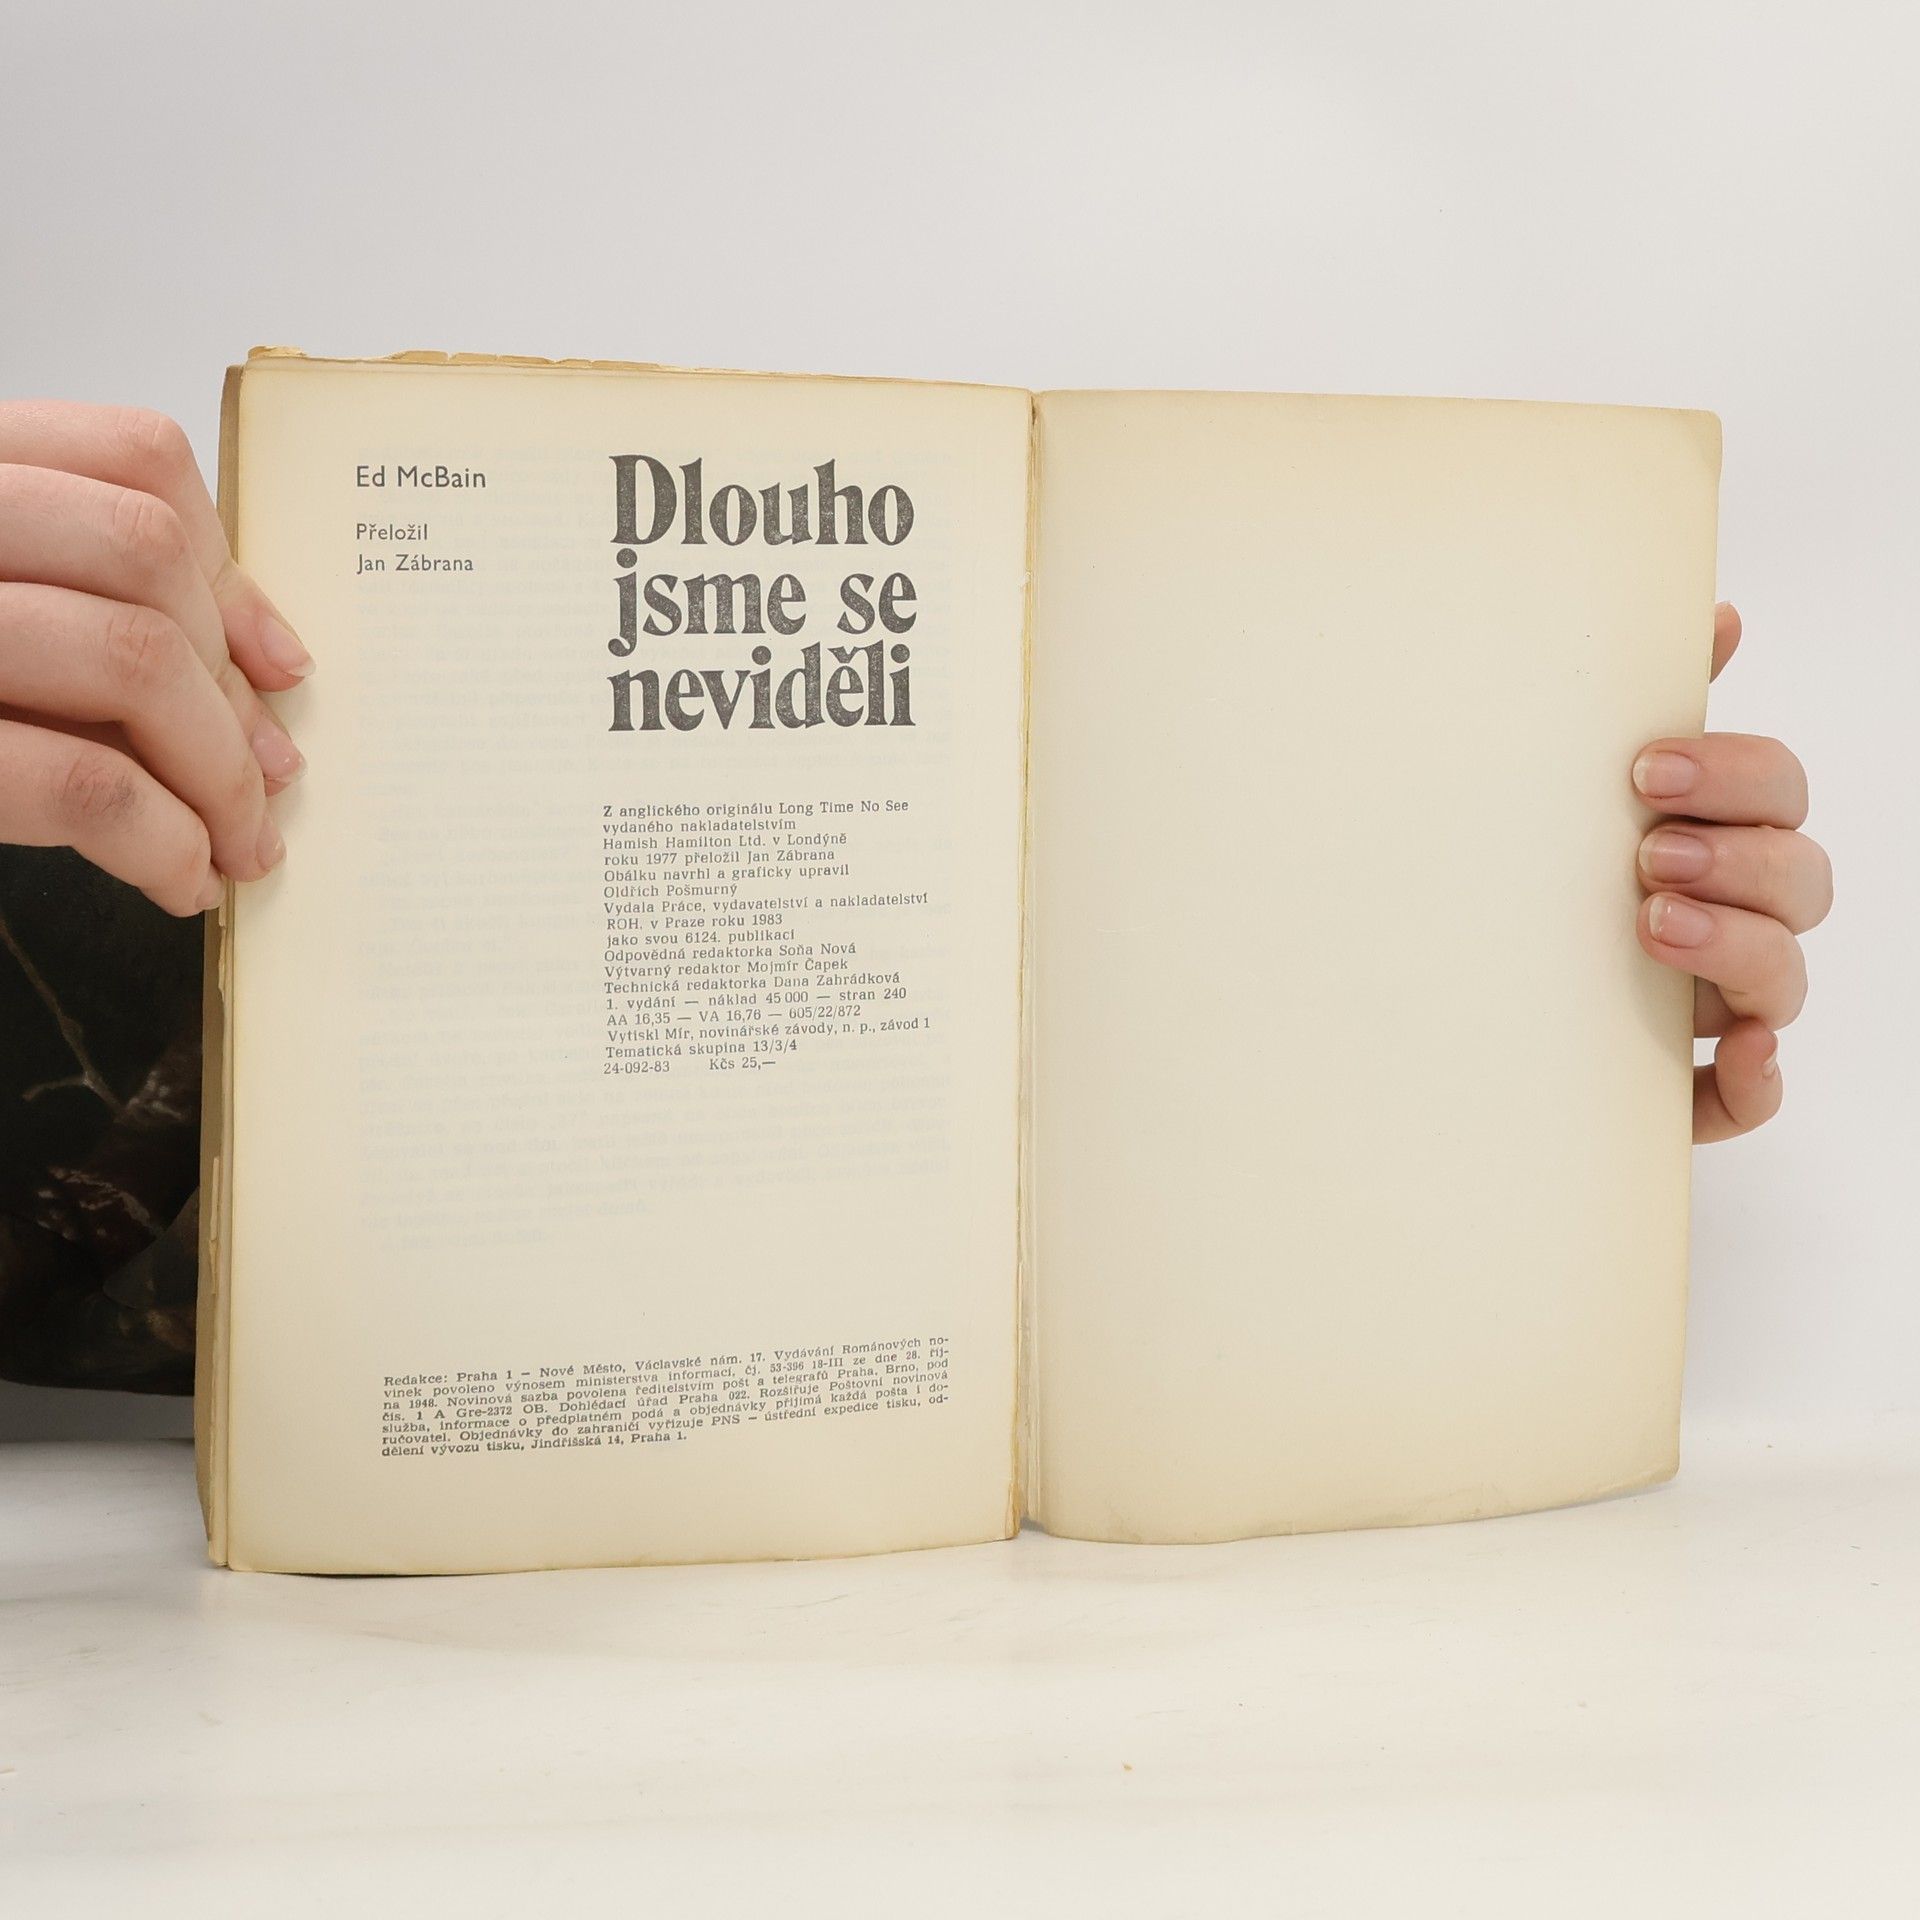 Ed McBain
Přeložil
Jan Zábrana
Dlouho
jsme se
neviděli
Z anglického originálu Long Time No See
vydaného nakladatelstvím
Hamish Hamilton Ltd. v Londýně
roku 1977 přeložil Jan Zábrana
Obálku navrhl a graficky upravil
Oldřich Pošmurný
Vydala Práce, vydavatelství a nakladatelství
ROH, v Praze roku 1983
jako svou 6124. publikaci
Odpovědná redaktorka Soňa Nová
Výtvarný redaktor Mojmír Čapek
Technická redaktorka Dana Zahrádková
1. vydání — náklad 45 000 — stran 240
AA 16,35 — VA 16,76 — 605/22/872
Vytiskl Mír, novinářské závody, n. p., závod 1
Tematická skupina 13/3/4
24-092-83 Kčs 25,—
Redakce: Praha 1 — Nové Město, Václavské nám. 17. Vydávání Románových no-
vinek povoleno výnosem ministerstva informací, čj. 53-396 18-III ze dne 28. říj-
na 1948. Novinová sazba povolena ředitelstvím pošt a telegrafů Praha, Brno, pod
čís. 1 A Gre-2372 OB. Dohlédací úřad Praha 022. Rozšiřuje Poštovní novinová
služba, informace o předplatném podá a objednávky přijímá každá pošta i do-
ručovatel. Objednávky do zahraničí vyřizuje PNS — ústřední expedice tisku, od-
dělení vývozu tisku, Jindřišská 14, Praha 1.